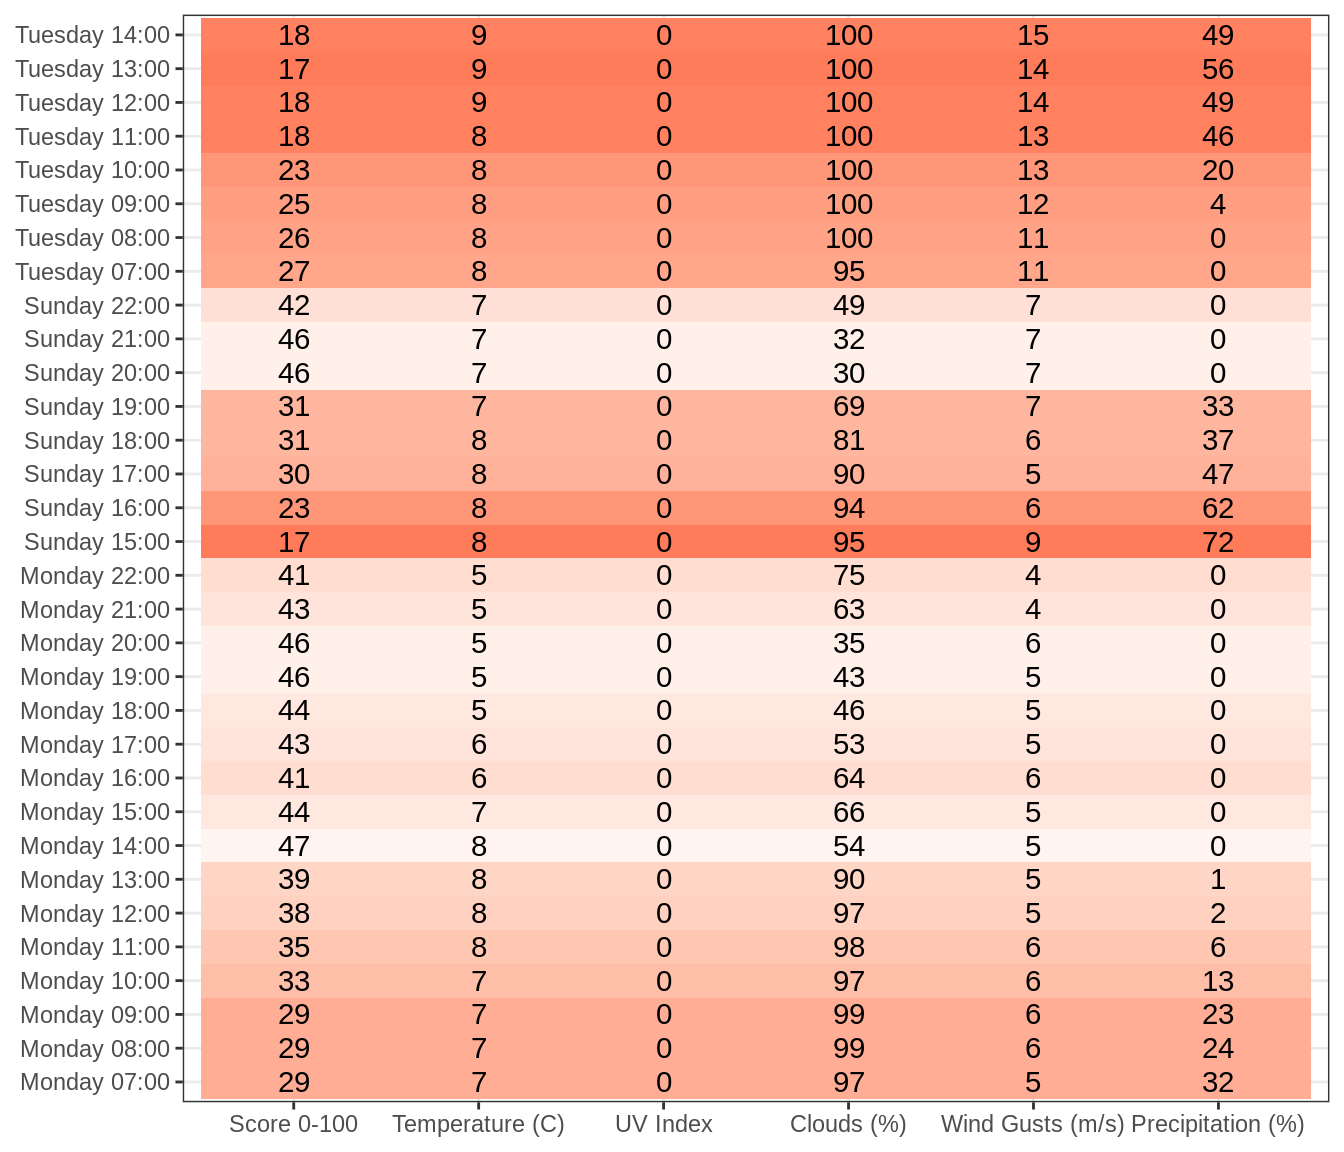 Tuesday 14:00 18 9 0 100 15 49
Tuesday 13:00 17 9 0 100 14 56
Tuesday 12:00 18 9 0 100 14 49
Tuesday 11:00 18 8 0 100 13 46
Tuesday 10:00 23 8 0 100 13 20
Tuesday 09:00 25 8 0 100 12 4
Tuesday 08:00 26 8 0 100 11 0
Tuesday 07:00 27 8 0 95 11 0
Sunday 22:00 42 7 0 49 7 0
Sunday 21:00 46 7 0 32 7 0
Sunday 20:00 46 7 0 30 7 0
Sunday 19:00 31 7 0 69 7 33
Sunday 18:00 31 8 0 81 6 37
Sunday 17:00 30 8 0 90 5 47
Sunday 16:00 23 8 0 94 6 62
Sunday 15:00 17 8 0 95 9 72
Monday 22:00 41 5 0 75 4 0
Monday 21:00 43 5 0 63 4 0
Monday 20:00 46 5 0 35 6 0
Monday 19:00 46 5 0 43 5 0
Monday 18:00 44 5 0 46 5 0
Monday 17:00 43 6 0 53 5 0
Monday 16:00 41 6 0 64 6 0
Monday 15:00 44 7 0 66 5 0
Monday 14:00 47 8 0 54 5 0
Monday 13:00 39 8 0 90 5 1
Monday 12:00 38 8 0 97 5 2
Monday 11:00 35 8 0 98 6 6
Monday 10:00 33 7 0 97 6 13
Monday 09:00 29 7 0 99 6 23
Monday 08:00 29 7 0 99 6 24
Monday 07:00 29 7 0 97 5 32
Score 0-100 Temperature (C) UV Index Clouds (%) Wind Gusts (m/s) Precipitation (%)